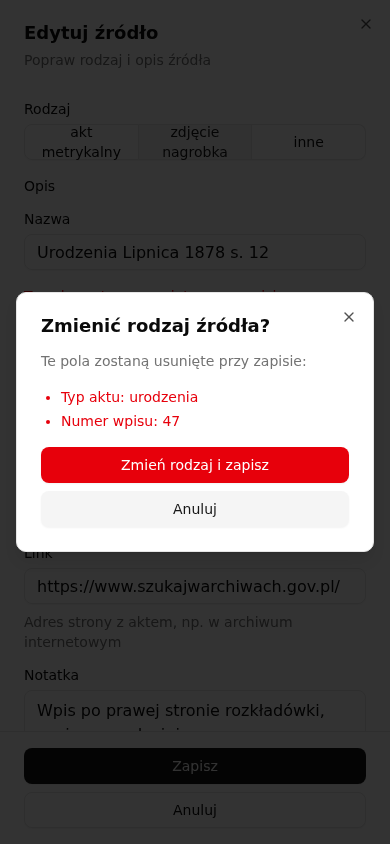 Edytuj źródło
Popraw rodzaj i opis źródła
Rodzaj
akt
metrykalny
zdjęcie
nagrobka
inne
Opis
Nazwa
Urodzenia Lipnica 1878 s. 12
Zmienić rodzaj źródła?
Te pola zostaną usunięte przy zapisie:
• Typ aktu: urodzenia
• Numer wpisu: 47
Zmień rodzaj i zapisz
Anuluj
Link
https://www.szukajwarchiwach.gov.pl/
Adres strony z aktem, np. w archiwum
internetowym
Notatka
Wpis po prawej stronie rozkładówki,
Zapisz
Anuluj